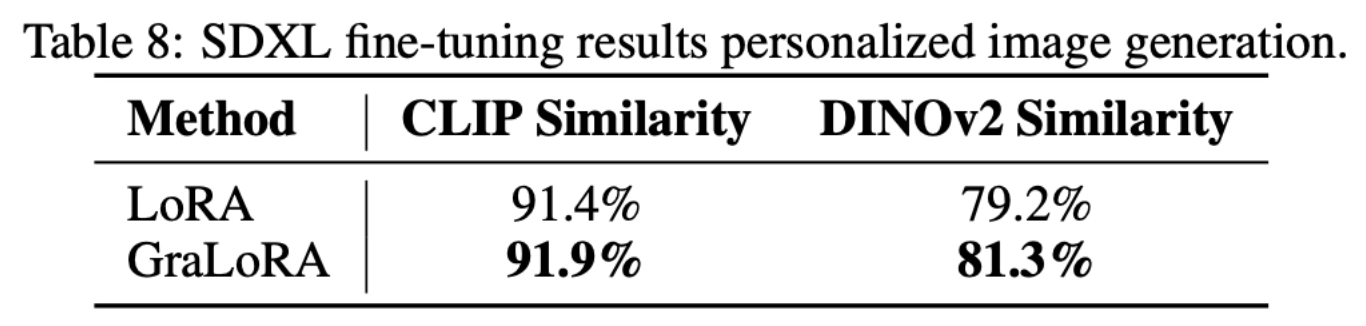 Table 8: SDXL fine-tuning results personalized image generation.
Method CLIP Similarity DINOv2 Similarity
LoRA 91.4% 79.2%
GraLoRA 91.9% 81.3%